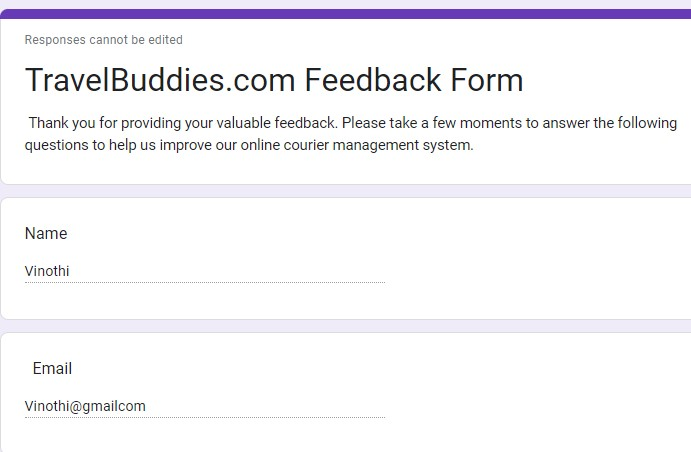 Responses cannot be edited
TravelBuddies.com Feedback Form
Thank you for providing your valuable feedback. Please take a few moments to answer the following
questions to help us improve our online courier management system.
Name
Vinothi
Email
Vinothi@gmailcom